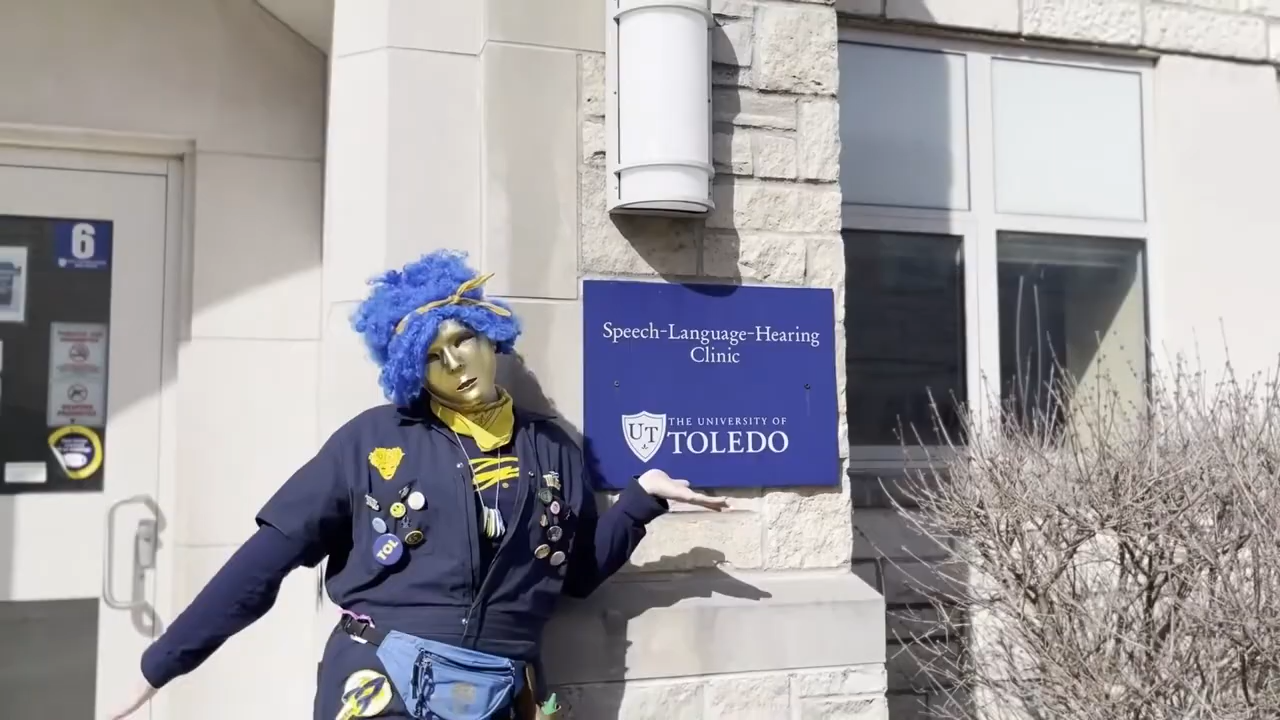 6
Speech-Language-Hearing
Clinic
UT
THE UNIVERSITY OF
TOLEDO
TOL